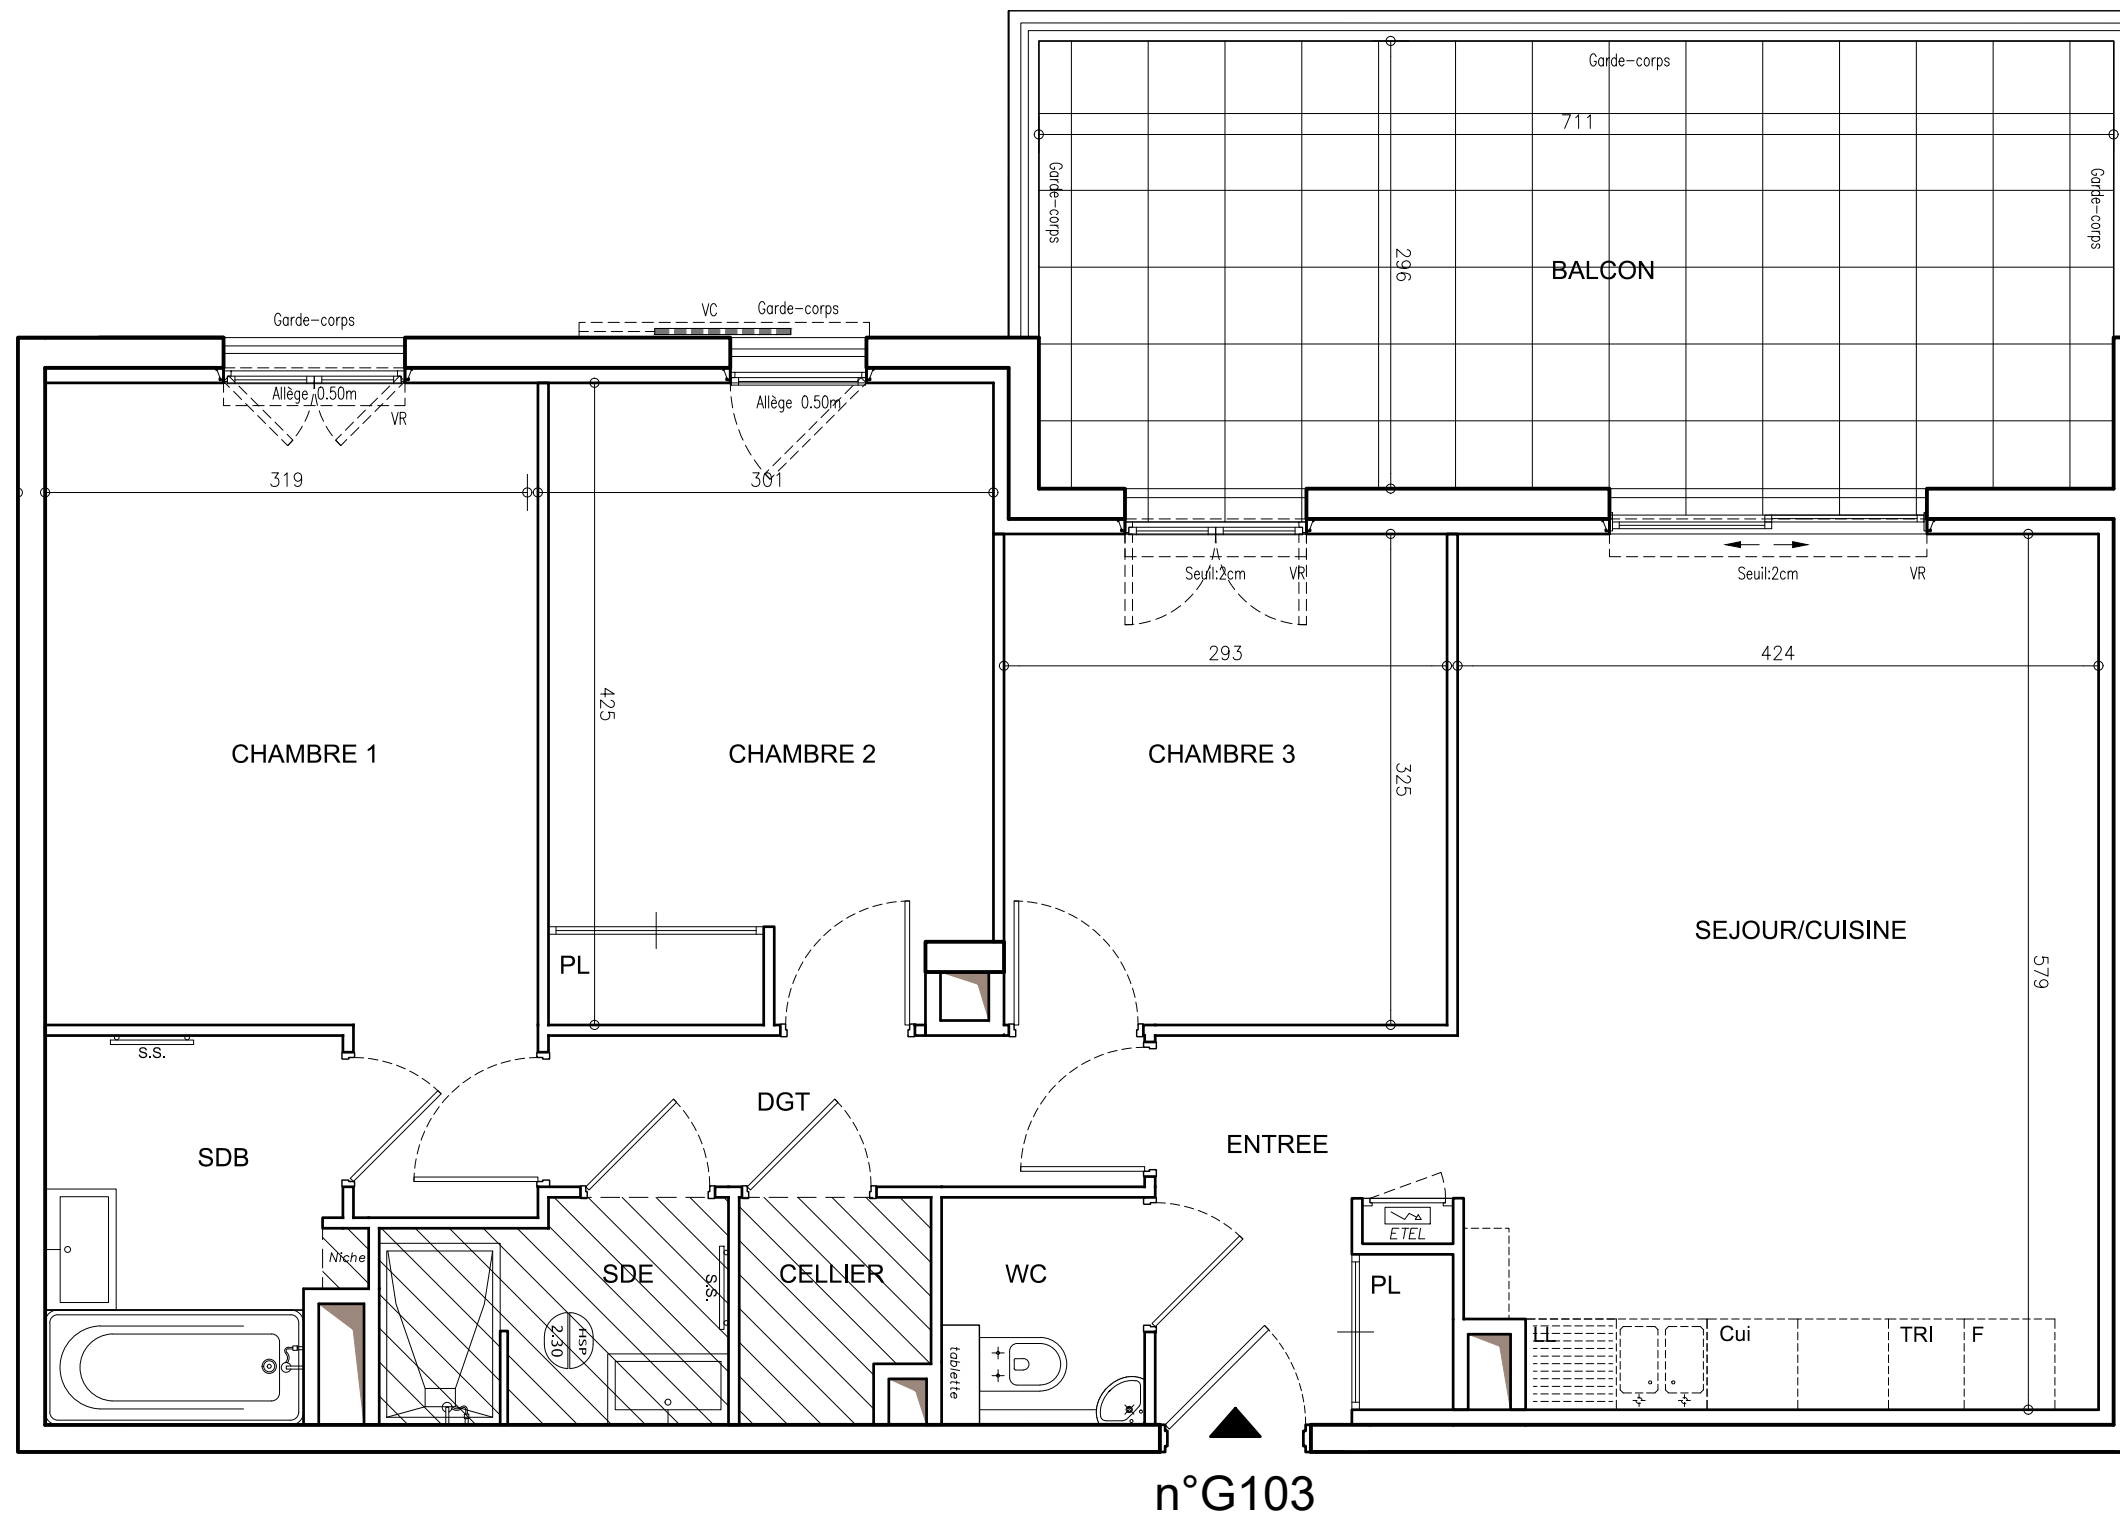 Garde-corps
711
Garde-corps
Garde-corps
296
BALCON
Garde-corps
VC
Garde-corps
Allège 0.50m
VR
Allège 0.50m
319
301
Seuil:2cm
VR
Seuil:2cm
VR
293
424
425
CHAMBRE 1
CHAMBRE 2
CHAMBRE 3
325
SEJOUR/CUISINE
PL
579
S.S.
DGT
SDB
ENTREE
ETEL
Niche
SDE
S.S.
CELLIER
WC
PL
HSP
2.30
tablette
LL
Cui
TRI
F
n°G103